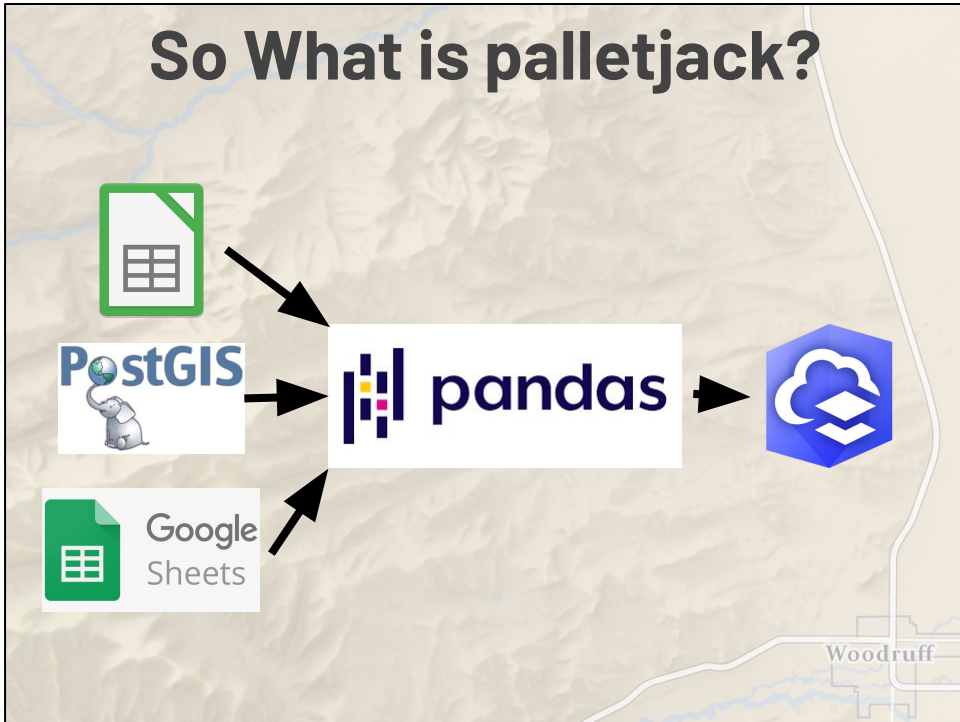 So What is palletjack?
PostGIS
pandas
Google
Sheets
Woodruff